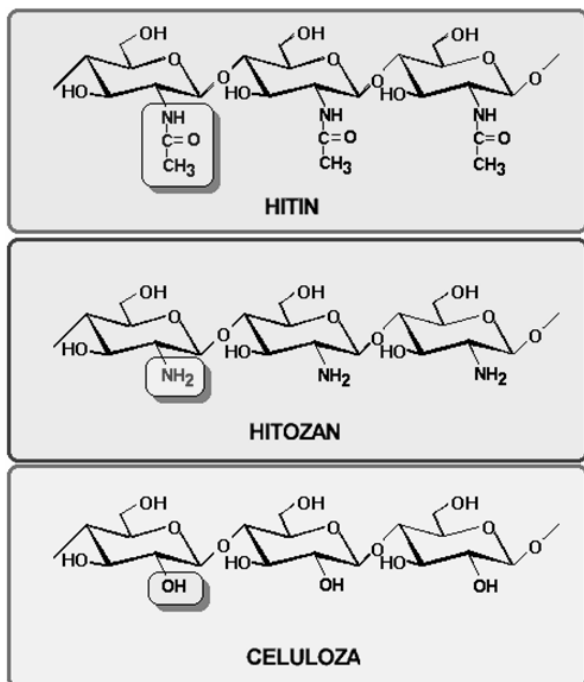 OH OH OH
O O O O O O
HO HO HO
NH NH NH
C=O C=O C=O
CH3 CH3 CH3
HITIN
OH OH OH
O O O O O O
HO HO HO
NH2 NH2 NH2
HITOZAN
OH OH OH
O O O O O O
HO HO HO
OH OH OH
CELULOZA